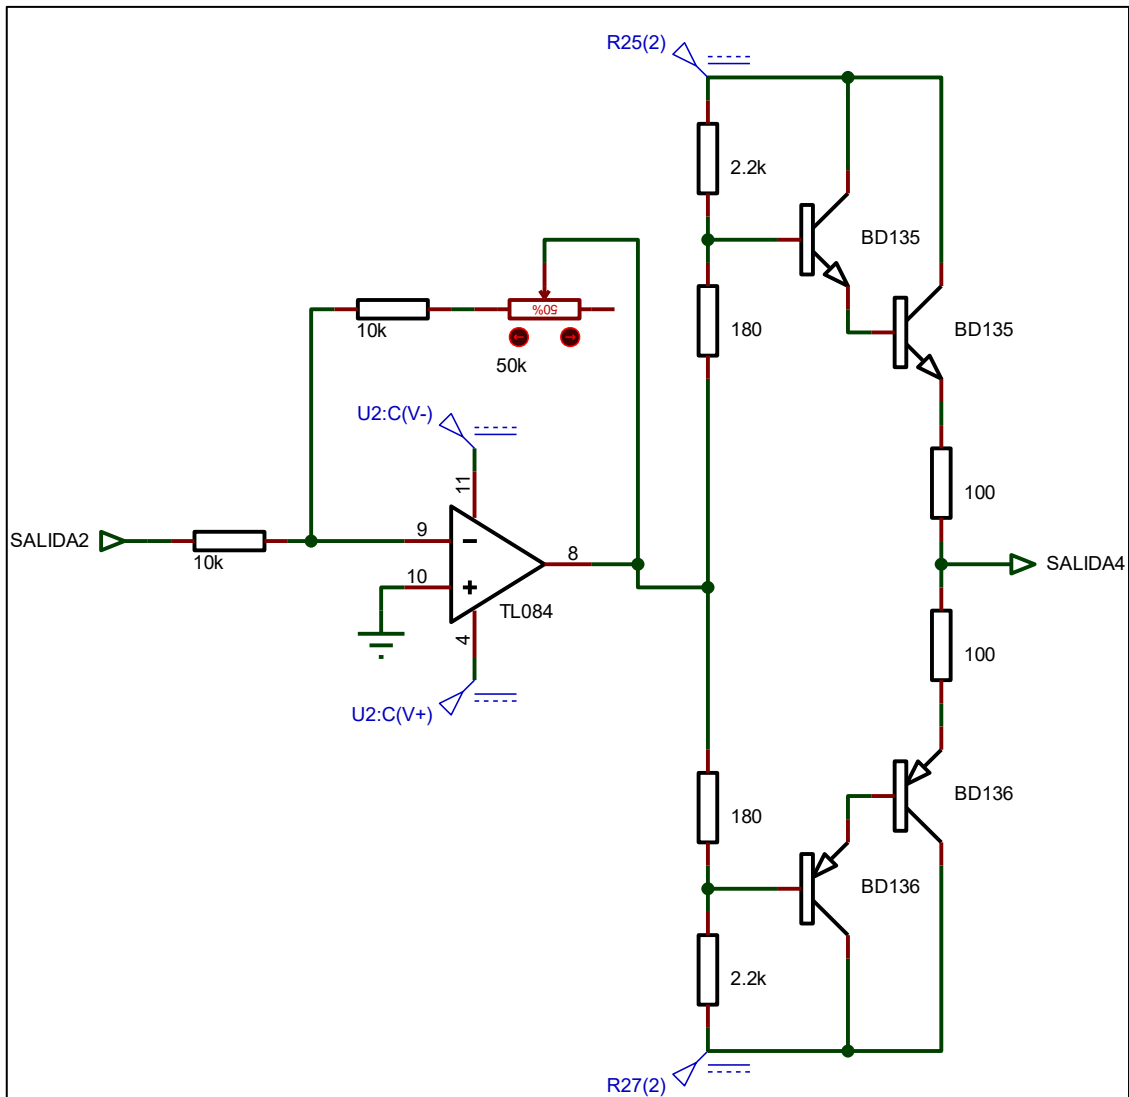 R25(2)
2.2k
BD135
50%
10k
180
BD135
50k
U2:C(V-)
11
100
9
SALIDA2
8
SALIDA4
10k
10
TL084
4
100
U2:C(V+)
BD136
180
BD136
2.2k
R27(2)